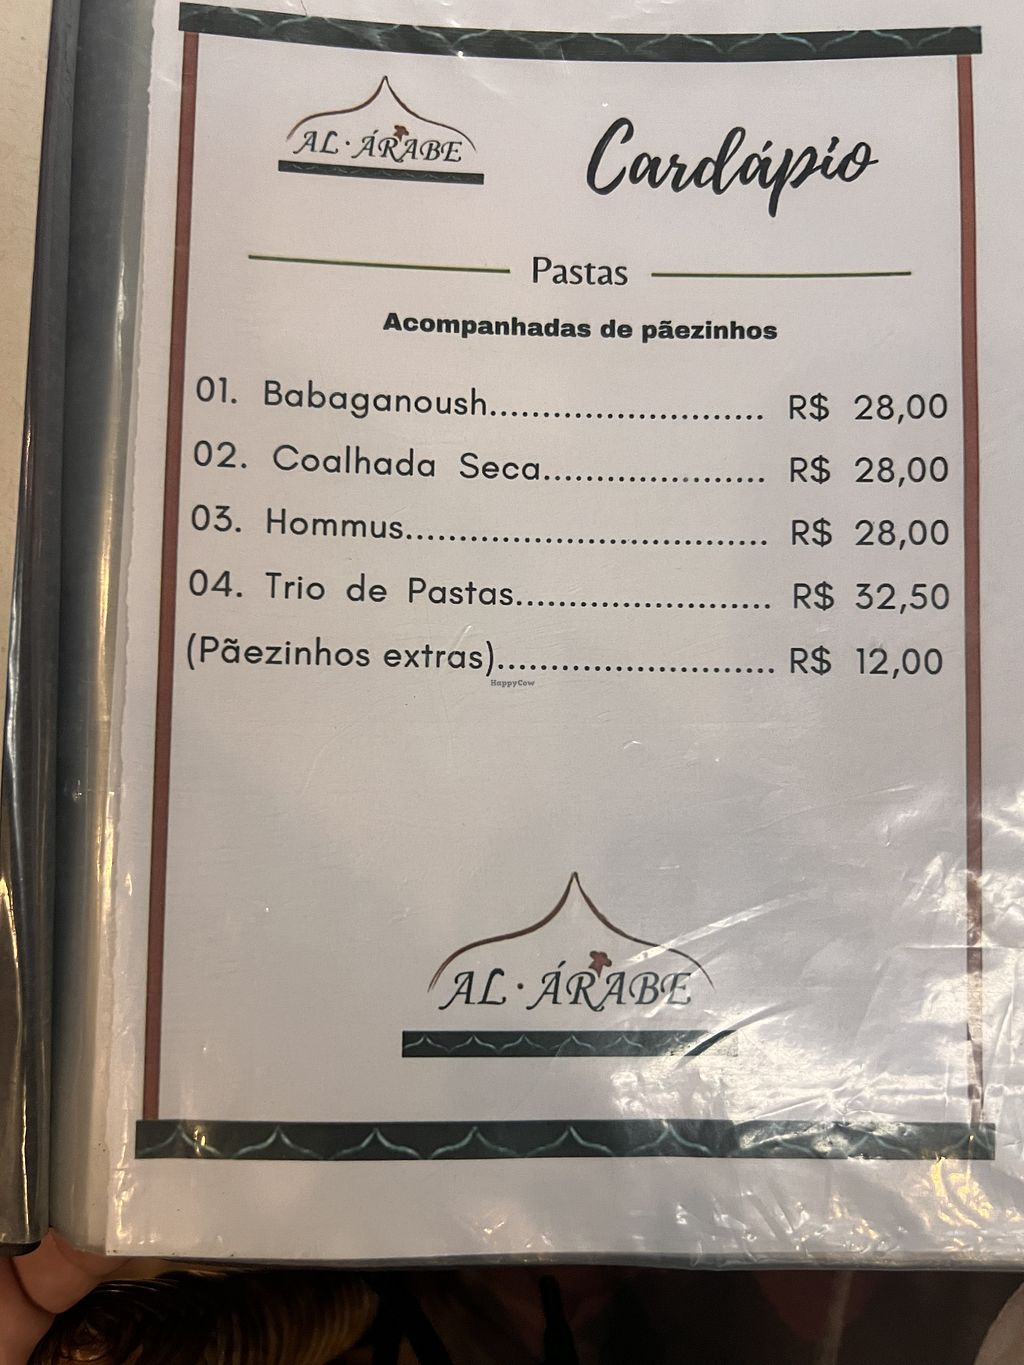 AL·ÁRABE
Cardápio
Pastas
Acompanhadas de pãezinhos
01. Babaganoush.......................... R$ 28,00
02. Coalhada Seca..................... R$ 28,00
03. Hommus.................................. R$ 28,00
04. Trio de Pastas........................ R$ 32,50
(Pãezinhos extras).......................... R$ 12,00
HappyCow
AL·ÁRABE